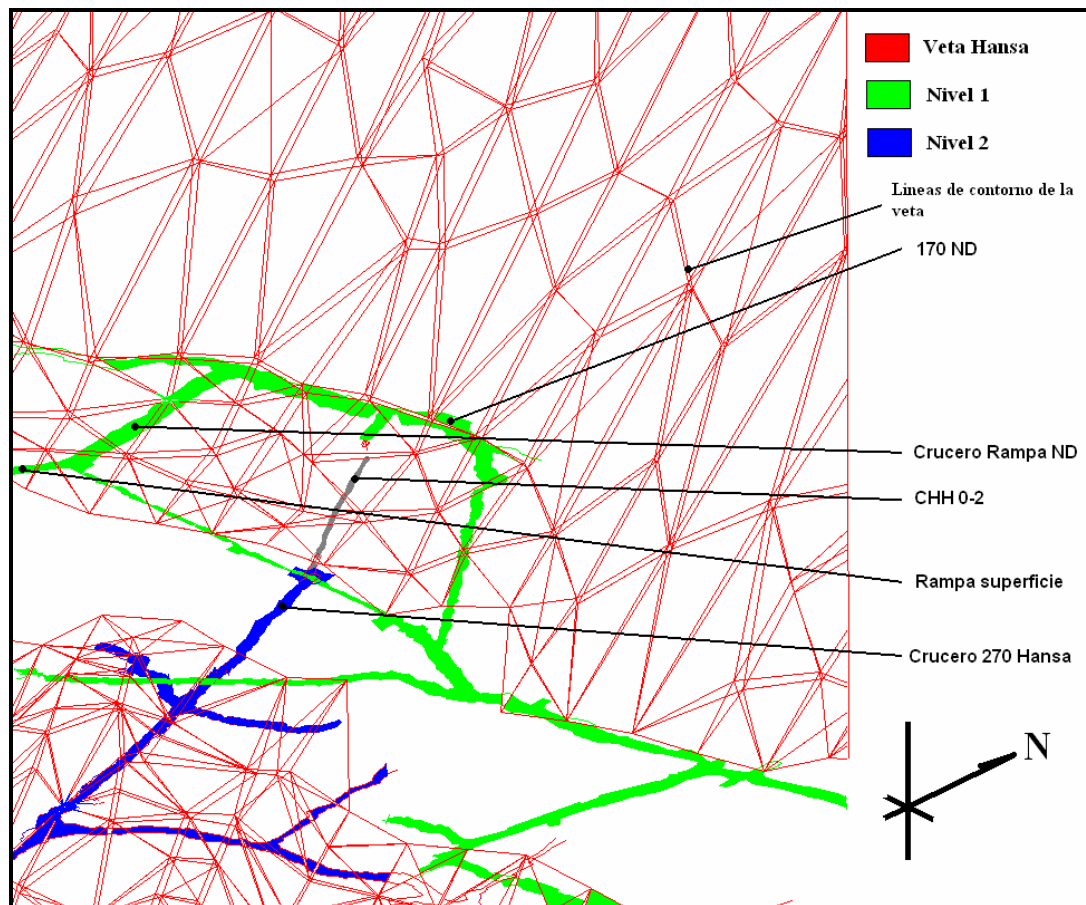 Veta Hansa
Nivel 1
Nivel 2
Lineas de contorno de la
veta
170 ND
Crucero Rampa ND
CHH 0-2
Rampa superficie
Crucero 270 Hansa
N